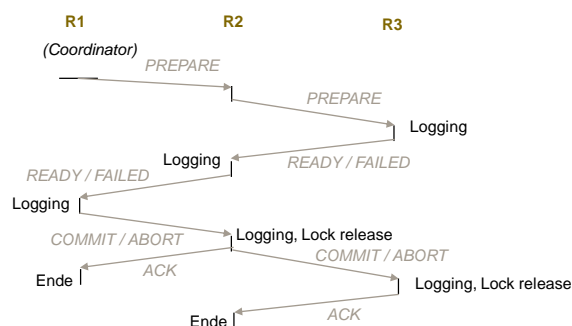 R1
R2
R3
(Coordinator)
PREPARE
PREPARE
Logging
Logging
READY / FAILED
READY / FAILED
Logging
COMMIT / ABORT
Logging, Lock release
COMMIT / ABORT
Ende
ACK
Logging, Lock release
Ende
ACK